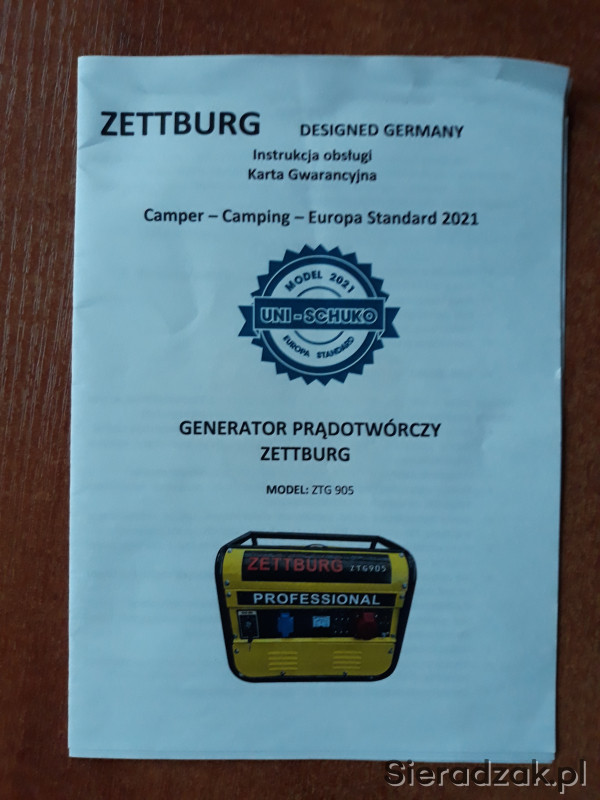 ZETTBURG DESIGNED GERMANY
Instrukcja obsługi
Karta Gwarancyjna
Camper – Camping – Europa Standard 2021
MODEL 2021
UNI - SCHUKO
EUROPA STANDARD
GENERATOR PRĄDOTWÓRCZY
ZETTBURG
MODEL: ZTG 905
ZETTBURG ZTG905
PROFESSIONAL
Sieradzak.pl